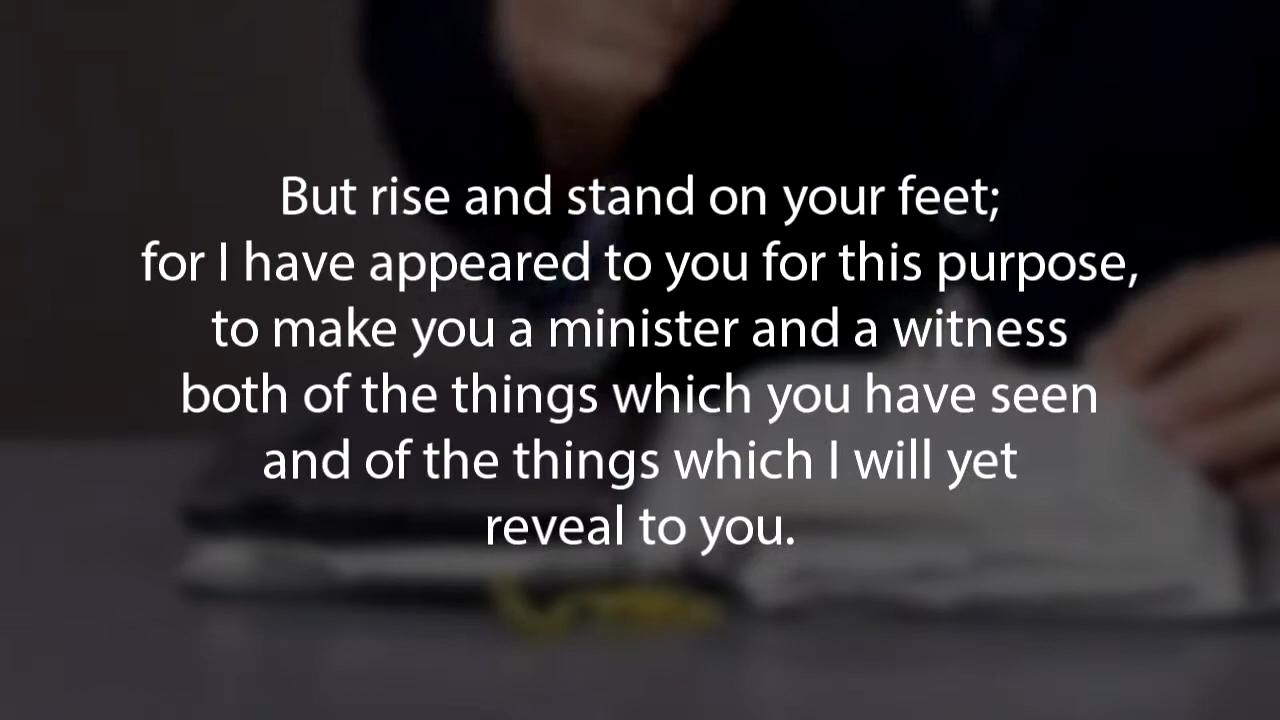 But rise and stand on your feet;
for I have appeared to you for this purpose,
to make you a minister and a witness
both of the things which you have seen
and of the things which I will yet
reveal to you.